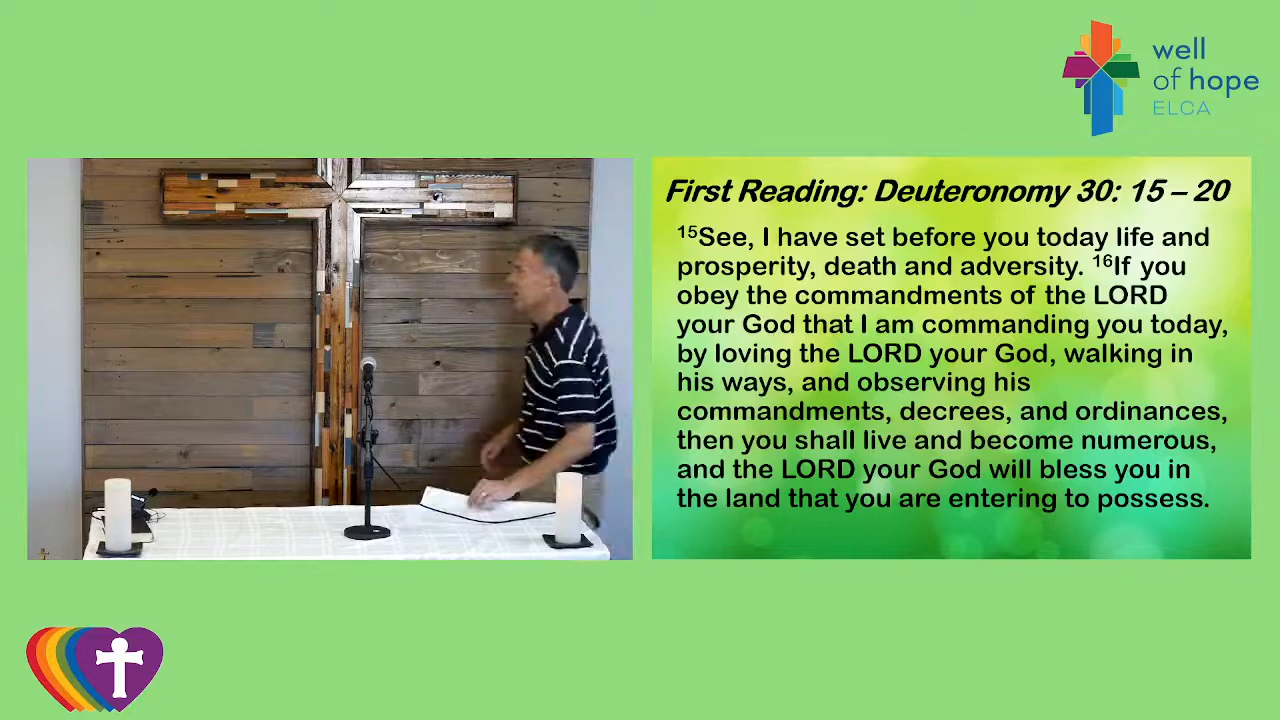 well
of hope
ELCA
First Reading: Deuteronomy 30: 15 – 20
15See, I have set before you today life and
prosperity, death and adversity. 16If you
obey the commandments of the LORD
your God that I am commanding you today,
by loving the LORD your God, walking in
his ways, and observing his
commandments, decrees, and ordinances,
then you shall live and become numerous,
and the LORD your God will bless you in
the land that you are entering to possess.